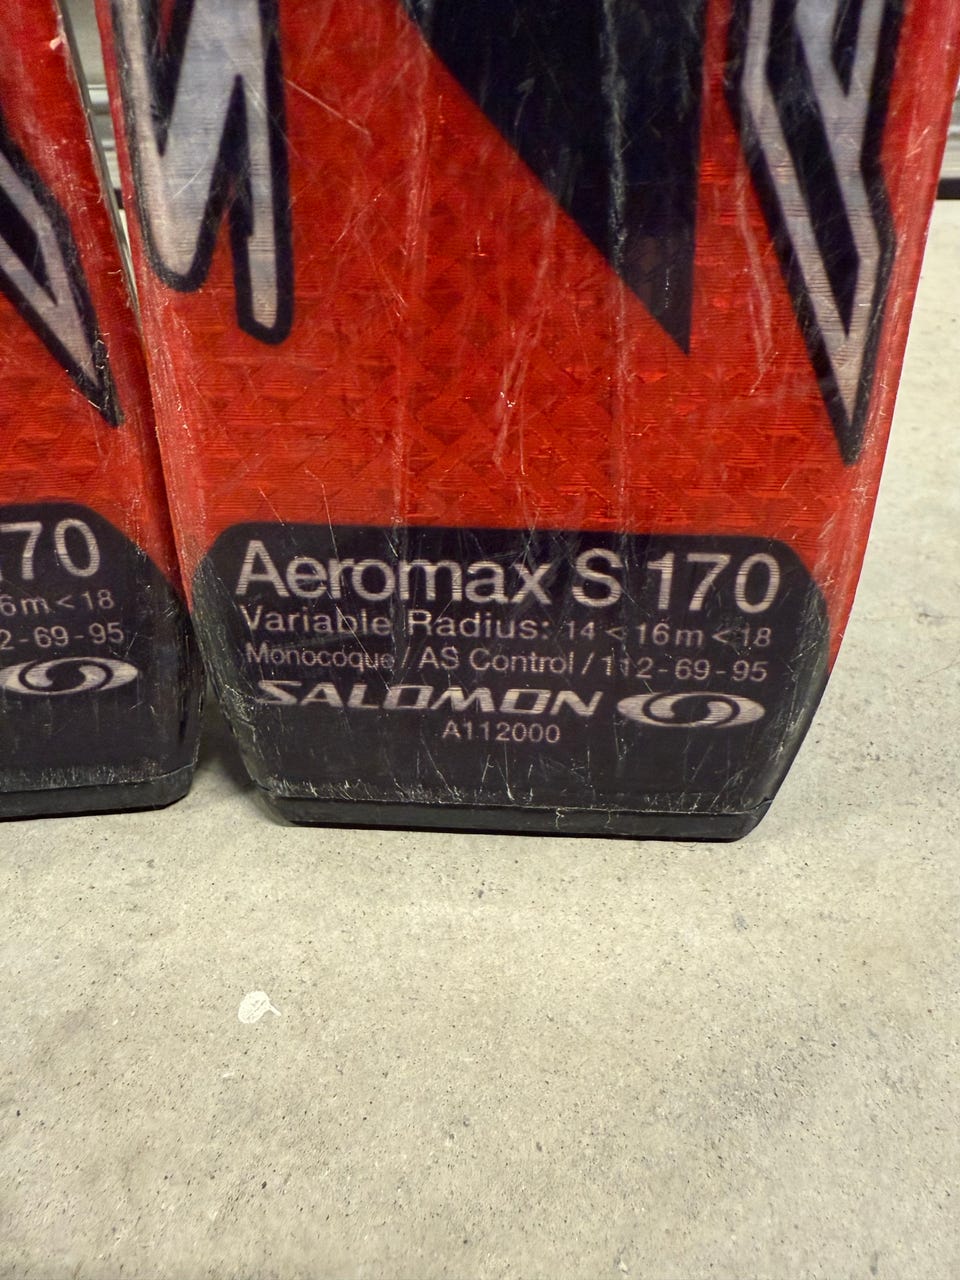 170
6m < 18
2-69-95
Aeromax S 170
Variable Radius: 14 < 16m < 18
Monocoque / AS Control / 112-69-95
SALOMON
A112000